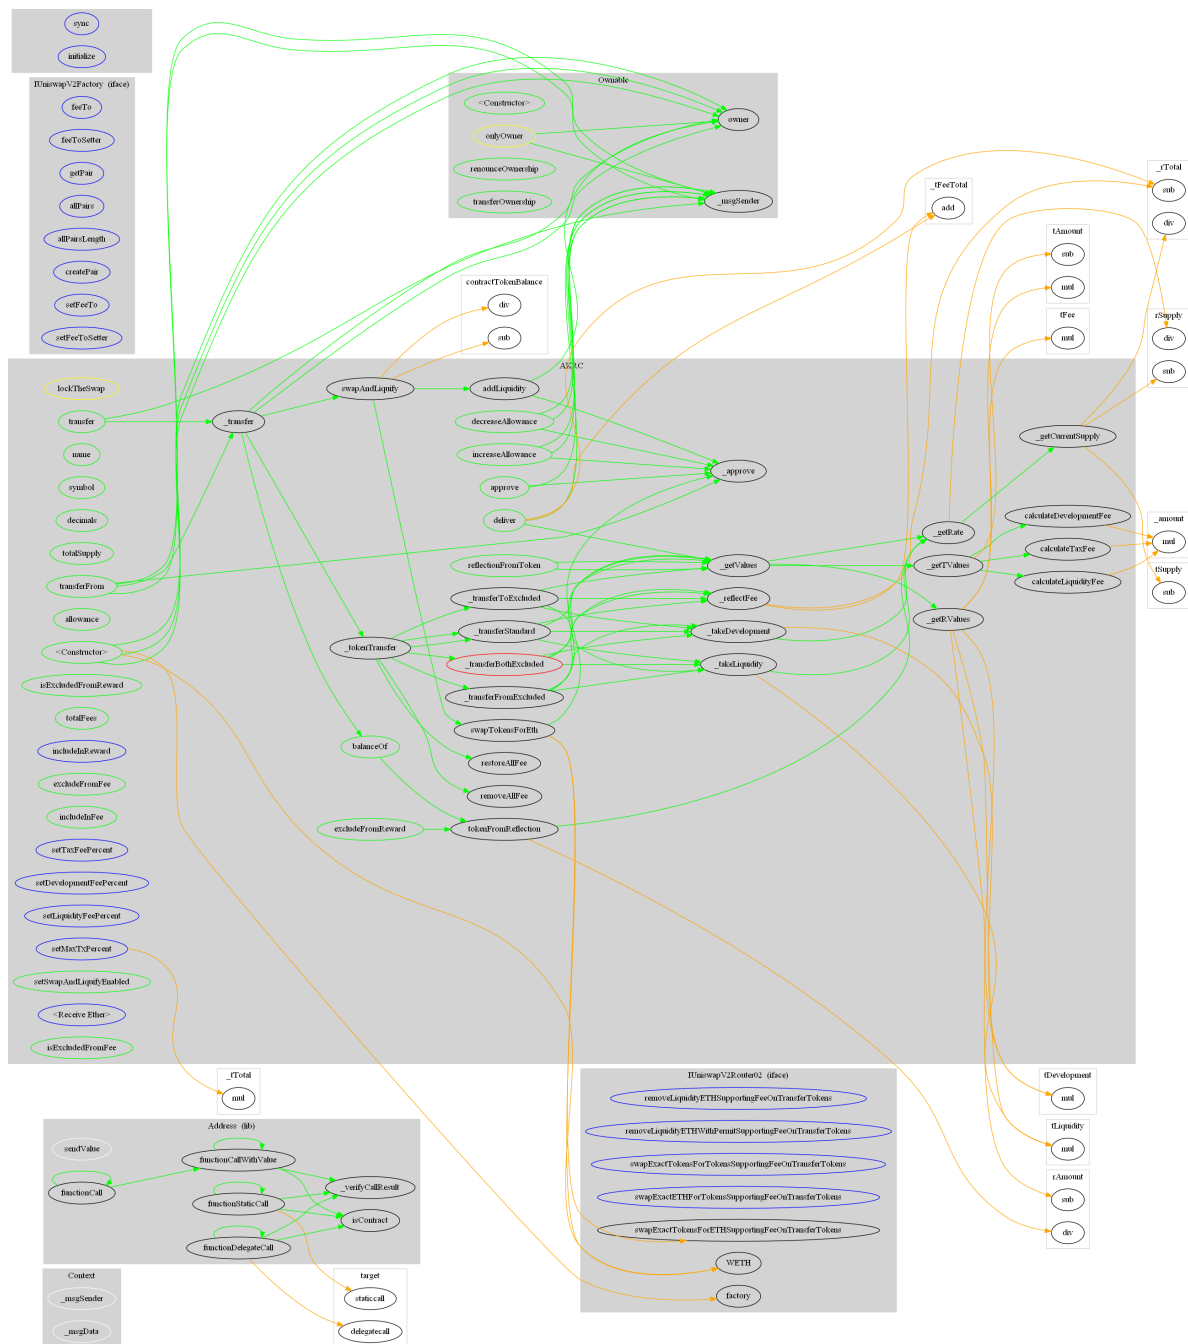 sync
initialize
IUniswapV2Factory (iface)
feeTo
feeToSetter
getPair
allPairs
allPairsLength
createPair
setFeeTo
setFeeToSetter
Ownable
<Constructor>
onlyOwner
renounceOwnership
transferOwnership
owner
_msgSender
_tFeeTotal
add
_rTotal
sub
div
tAmount
sub
mul
tFee
mul
rSupply
div
sub
contractTokenBalance
div
sub
AKRC
lockTheSwap
transfer
name
symbol
decimals
totalSupply
transferFrom
allowance
<Constructor>
isExcludedFromReward
totalFees
includeInReward
excludeFromFee
includeInFee
setTaxFeePercent
setDevelopmentFeePercent
setLiquidityFeePercent
setMaxTxPercent
setSwapAndLiquifyEnabled
<Receive Ether>
isExcludedFromFee
_transfer
swapAndLiquify
_tokenTransfer
balanceOf
excludeFromReward
addLiquidity
decreaseAllowance
increaseAllowance
approve
deliver
reflectionFromToken
_transferToExcluded
_transferStandard
_transferBothExcluded
_transferFromExcluded
swapTokensForEth
restoreAllFee
removeAllFee
tokenFromReflection
_approve
_getValues
_reflectFee
_takeDevelopment
_takeLiquidity
_getRate
_getTValues
_getRValues
_getCurrentSupply
calculateDevelopmentFee
calculateTaxFee
calculateLiquidityFee
_amount
mul
tSupply
sub
_tTotal
mul
Address (lib)
sendValue
functionCall
functionCallWithValue
functionStaticCall
functionDelegateCall
_verifyCallResult
isContract
Context
_msgSender
_msgData
target
staticcall
delegatecall
IUniswapV2Router02 (iface)
removeLiquidityETHSupportingFeeOnTransferTokens
removeLiquidityETHWithPermitSupportingFeeOnTransferTokens
swapExactTokensForTokensSupportingFeeOnTransferTokens
swapExactETHForTokensSupportingFeeOnTransferTokens
swapExactTokensForETHSupportingFeeOnTransferTokens
WETH
factory
tDevelopment
mul
tLiquidity
mul
rAmount
sub
div